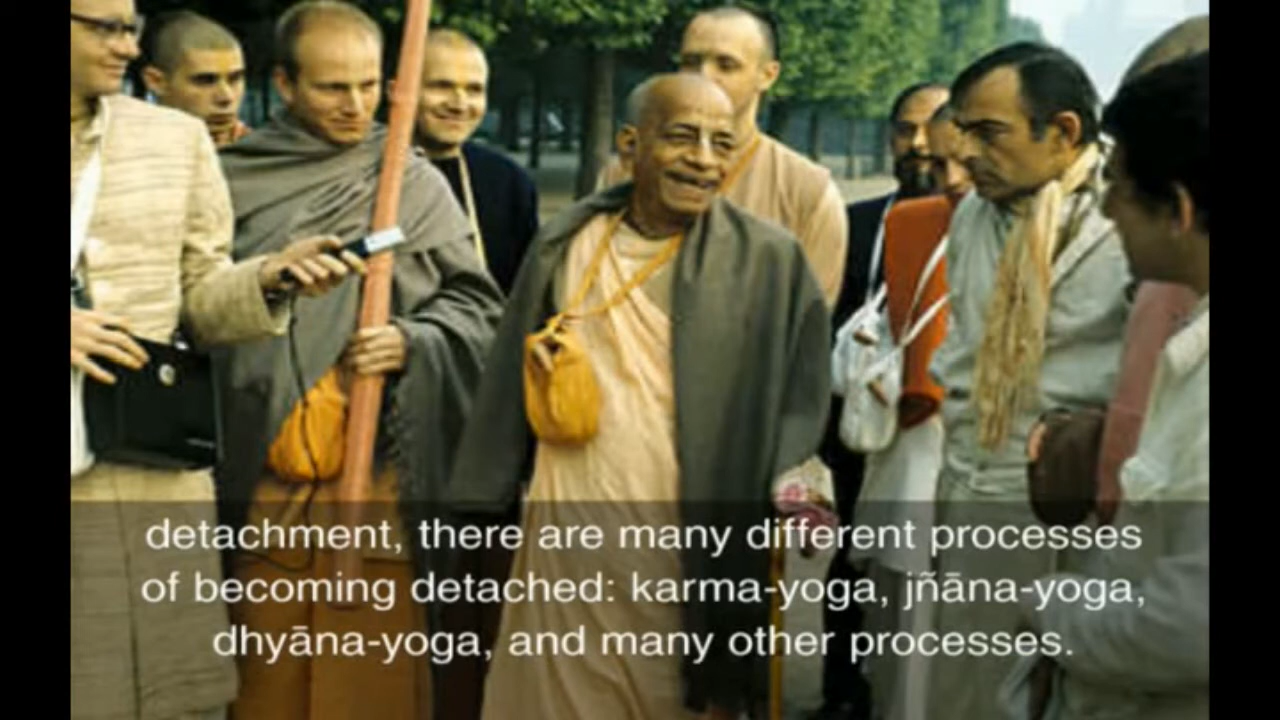 detachment, there are many different processes
of becoming detached: karma-yoga, jñāna-yoga,
dhyāna-yoga, and many other processes.